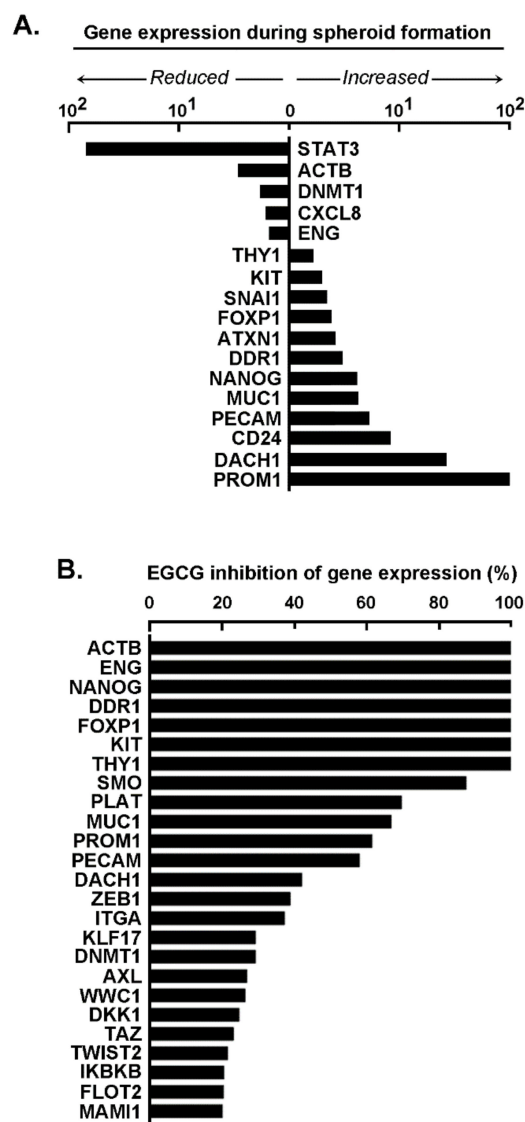 A.
Gene expression during spheroid formation
Reduced Increased
10² 10¹ 0 10¹ 10²
STAT3
ACTB
DNMT1
CXCL8
ENG
THY1
KIT
SNAI1
FOXP1
ATXN1
DDR1
NANOG
MUC1
PECAM
CD24
DACH1
PROM1
B.
EGCG inhibition of gene expression (%)
0 20 40 60 80 100
ACTB
ENG
NANOG
DDR1
FOXP1
KIT
THY1
SMO
PLAT
MUC1
PROM1
PECAM
DACH1
ZEB1
ITGA
KLF17
DNMT1
AXL
WWC1
DKK1
TAZ
TWIST2
IKBKB
FLOT2
MAMI1